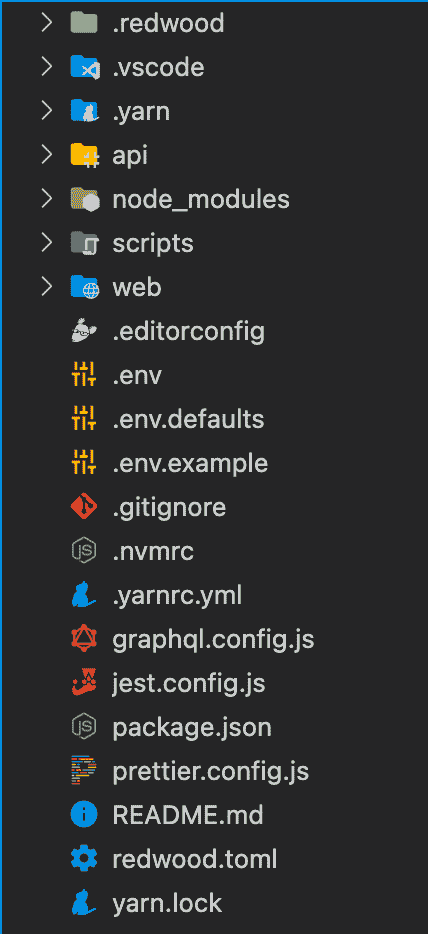 .redwood
.vscode
.yarn
api
node_modules
scripts
web
.editorconfig
.env
.env.defaults
.env.example
.gitignore
.nvmrc
.yarnrc.yml
graphql.config.js
jest.config.js
package.json
prettier.config.js
README.md
redwood.toml
yarn.lock